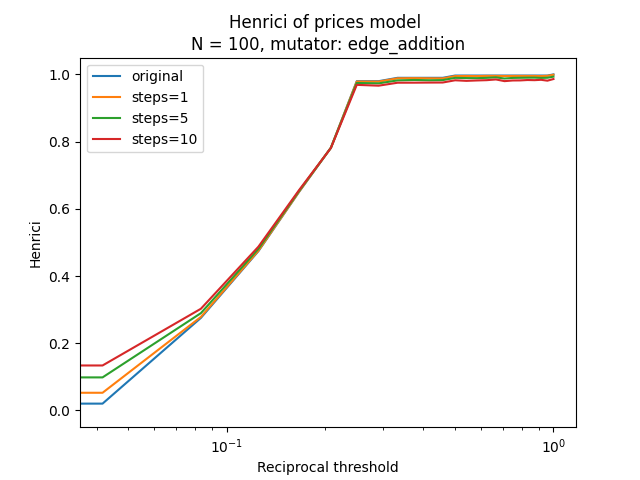 Henrici of prices model
N = 100, mutator: edge_addition
original
steps=1
steps=5
steps=10
1.0
0.8
0.6
0.4
0.2
0.0
Henrici
10⁻¹
10⁰
Reciprocal threshold